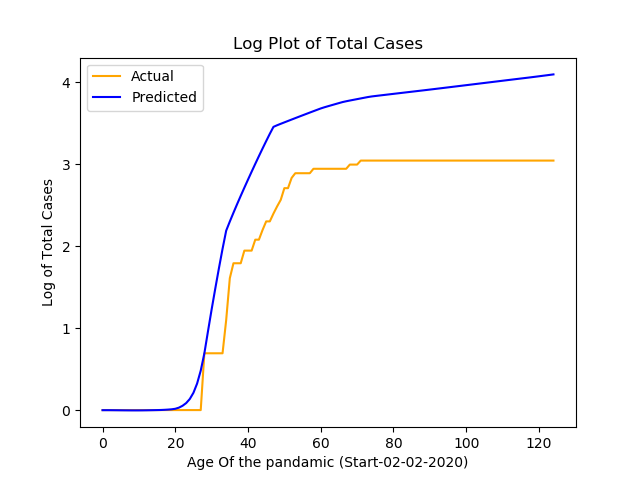 Log Plot of Total Cases
Actual
Predicted
4
3
2
1
0
Log of Total Cases
0 20 40 60 80 100 120
Age Of the pandamic (Start-02-02-2020)